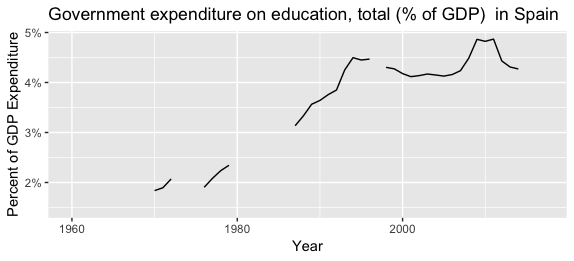 Government expenditure on education, total (% of GDP)  in Spain
Percent of GDP Expenditure
5%
4%
3%
2%
1960 1980 2000
Year